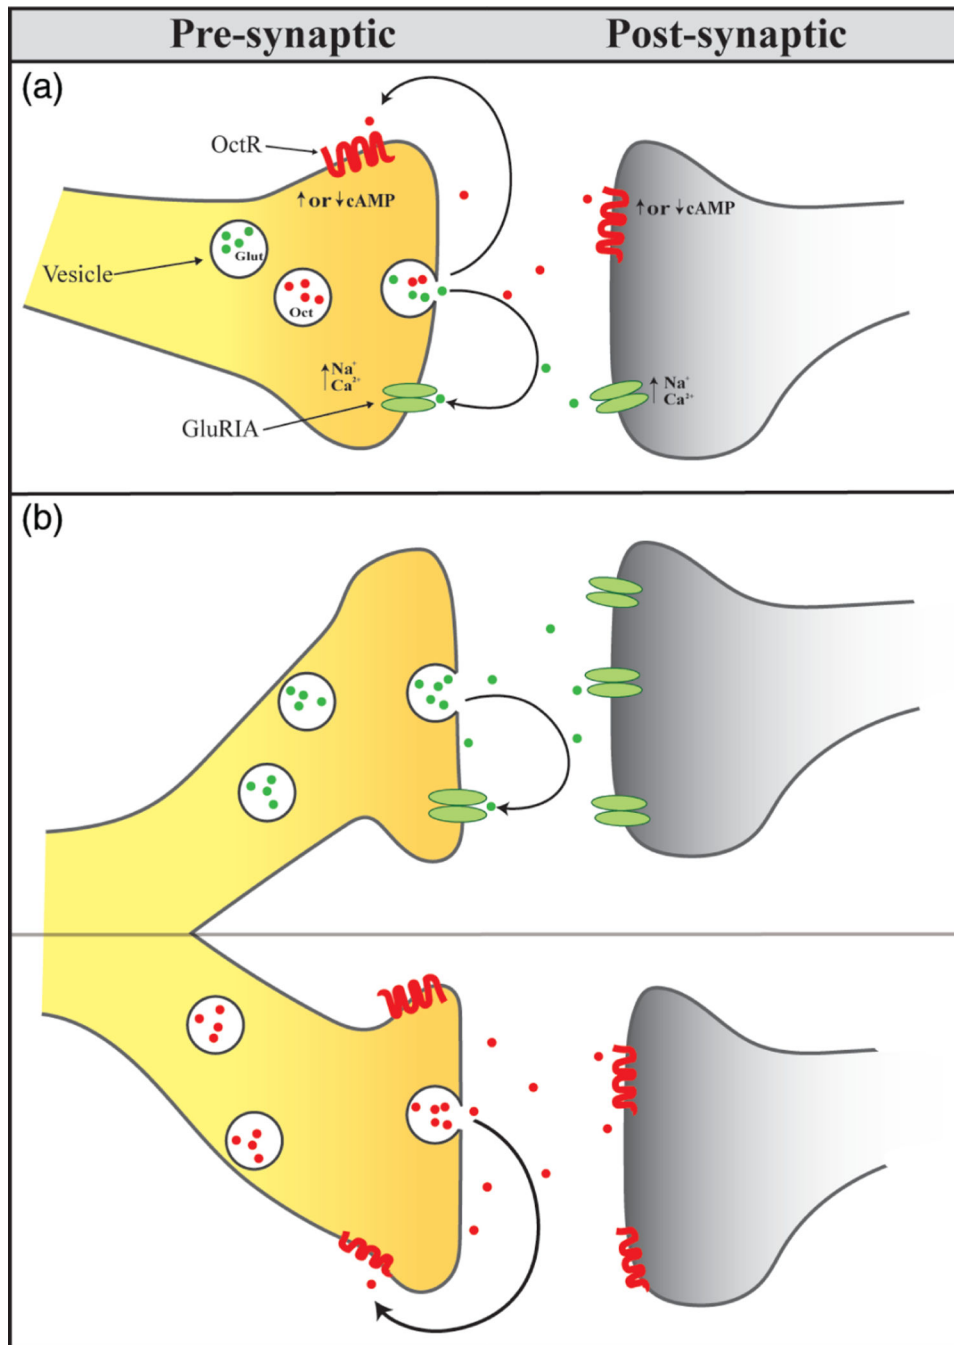 Pre-synaptic Post-synaptic
(a)
OctR
↑or↓cAMP
↑or↓cAMP
Glut
Vesicle
Oct
↑Na⁺
Ca²⁺
↑Na⁺
Ca²⁺
GluRIA
(b)